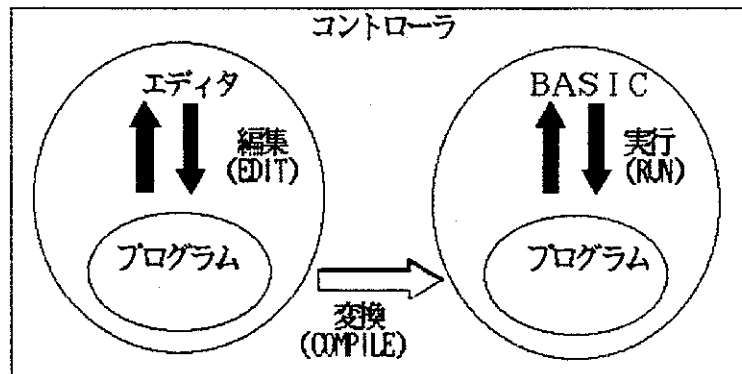 コントローラ
エディタ
編集
(EDIT)
プログラム
変換
(COMPILE)
BASIC
実行
(RUN)
プログラム